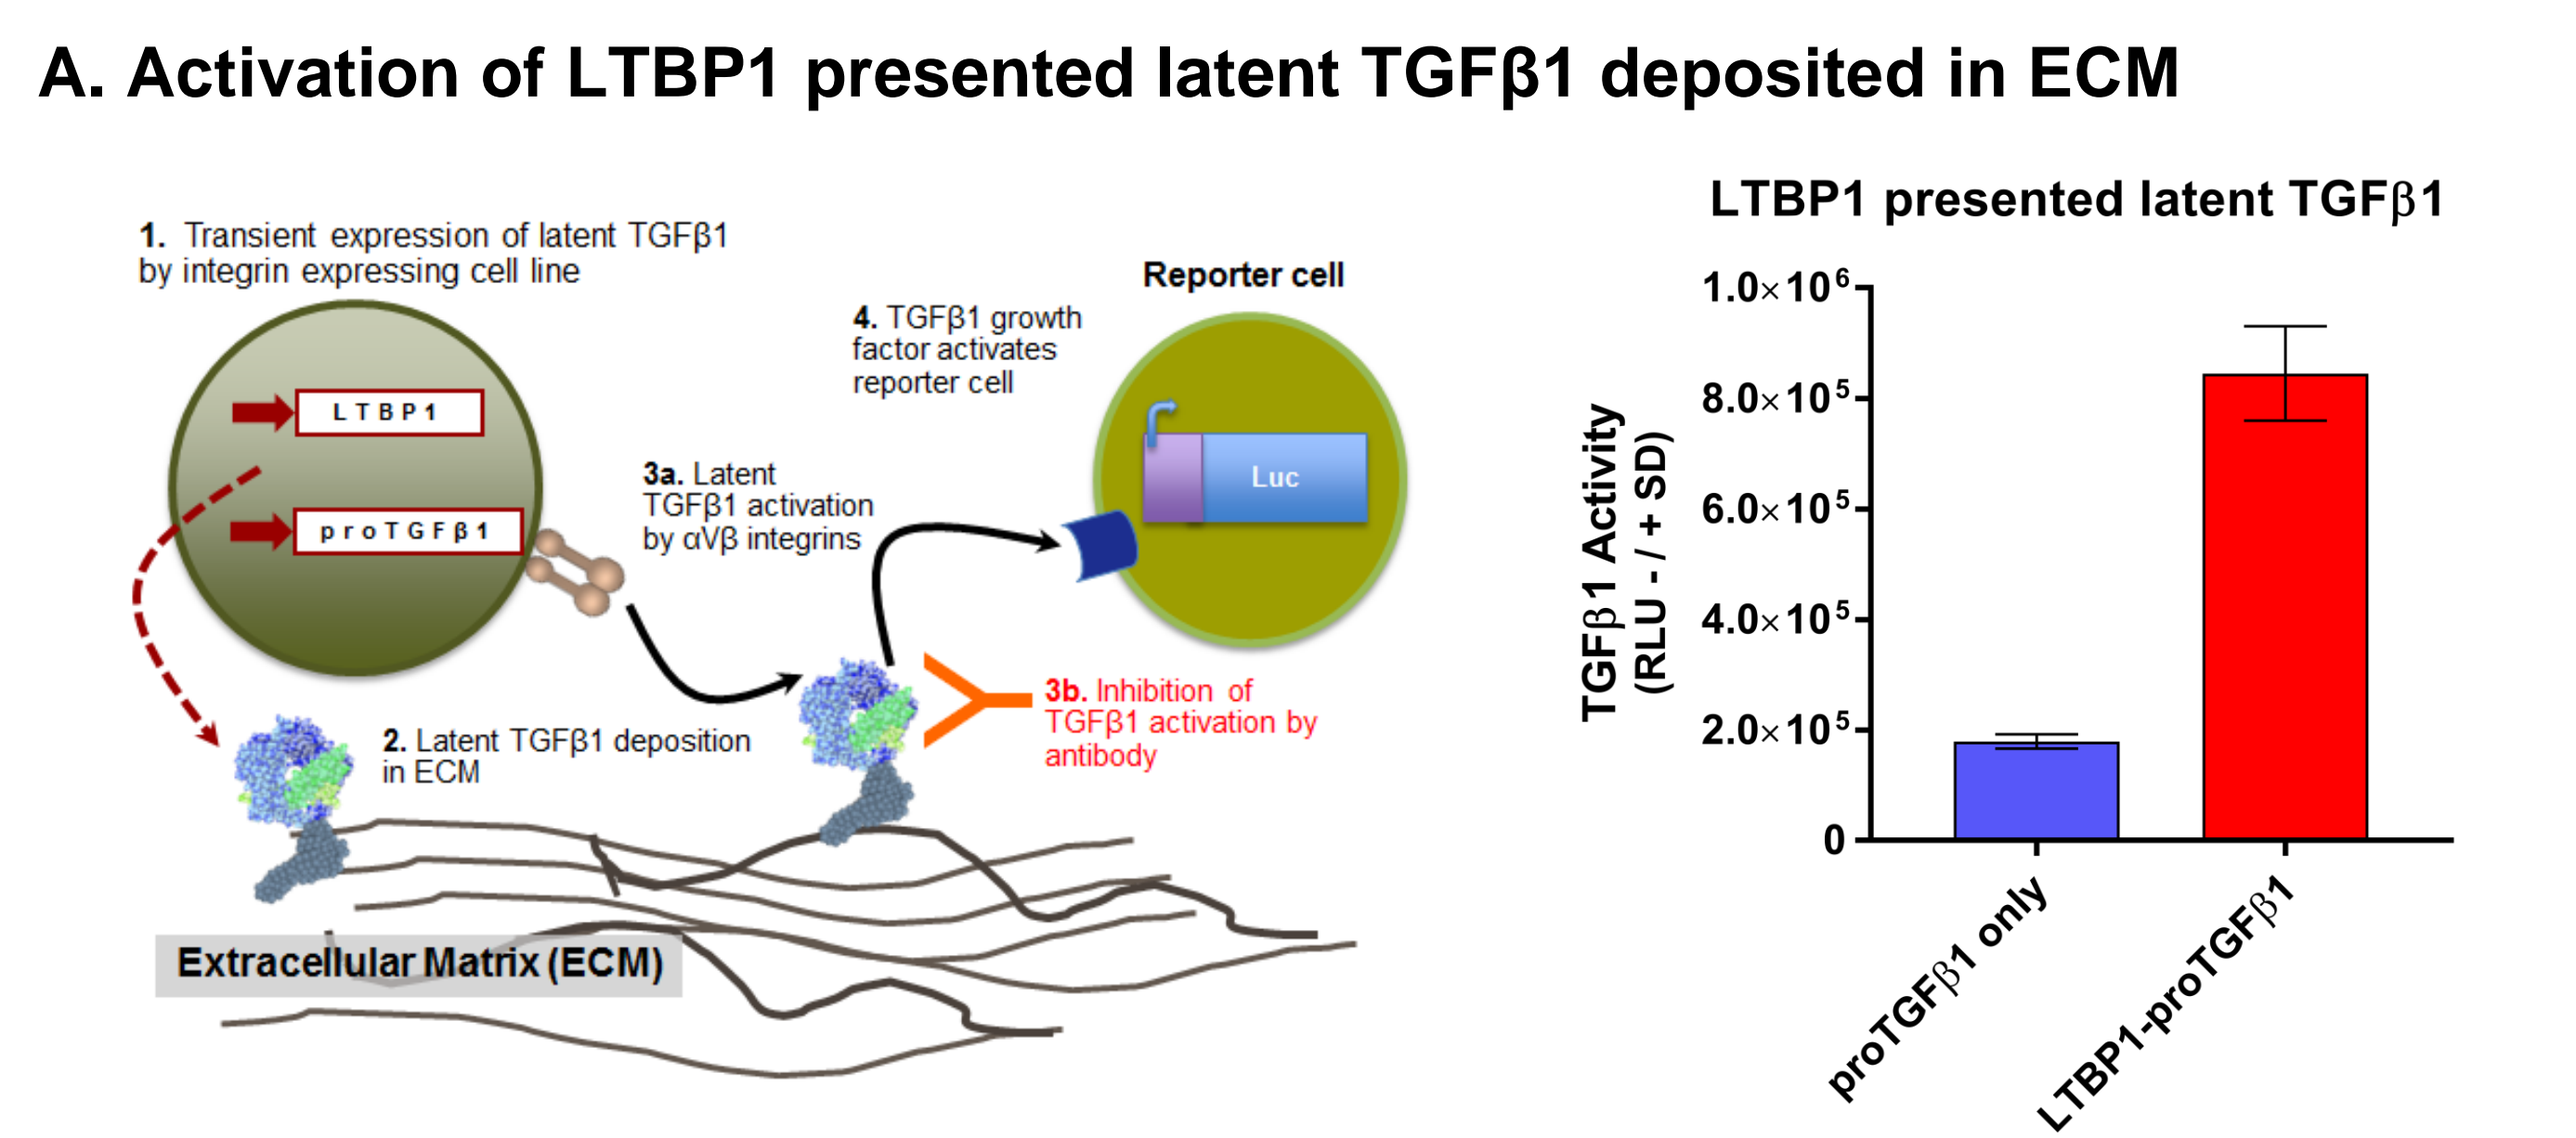 A. Activation of LTBP1 presented latent TGFβ1 deposited in ECM
1. Transient expression of latent TGFβ1
by integrin expressing cell line
LTBP1
proTGFβ1
3a. Latent
TGFβ1 activation
by αVβ integrins
2. Latent TGFβ1 deposition
in ECM
4. TGFβ1 growth
factor activates
reporter cell
Reporter cell
Luc
3b. Inhibition of
TGFβ1 activation by
antibody
Extracellular Matrix (ECM)
LTBP1 presented latent TGFβ1
TGFβ1 Activity
(RLU - / + SD)
1.0×10⁶
8.0×10⁵
6.0×10⁵
4.0×10⁵
2.0×10⁵
0
proTGFβ1 only
LTBP1-proTGFβ1